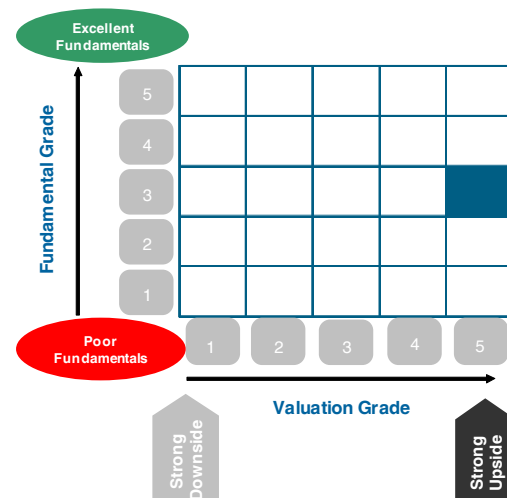 Excellent
Fundamentals
Fundamental Grade
5
4
3
2
1
Poor
Fundamentals
1
2
3
4
5
Valuation Grade
Strong
Downside
Strong
Upside